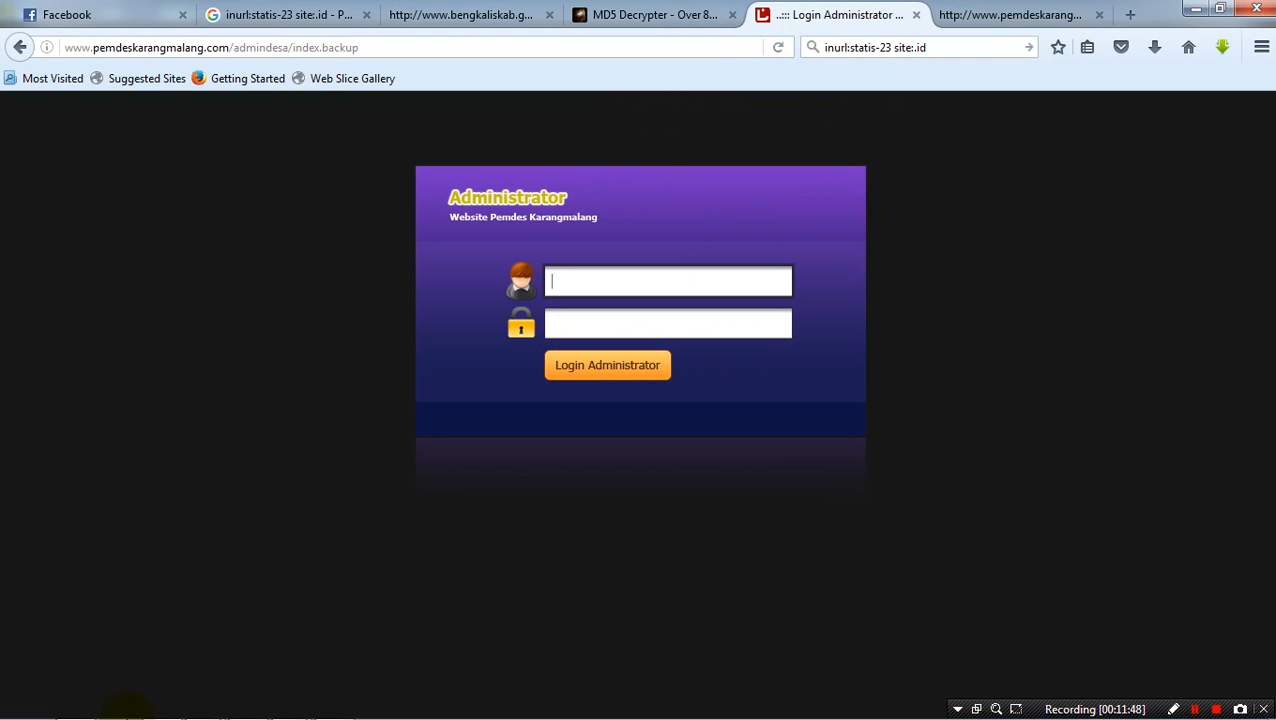 Facebook
inurl:statis-23 site:.id - P...
http://www.bengkaliskab.g...
MD5 Decrypter - Over 8...
..::: Login Administrator ...
http://www.pemdeskarang...
www.pemdeskarangmalang.com/admindesa/index.backup
inurl:statis-23 site:.id
Most Visited
Suggested Sites
Getting Started
Web Slice Gallery
Administrator
Website Pemdes Karangmalang
Login Administrator
Recording [00:11:48]